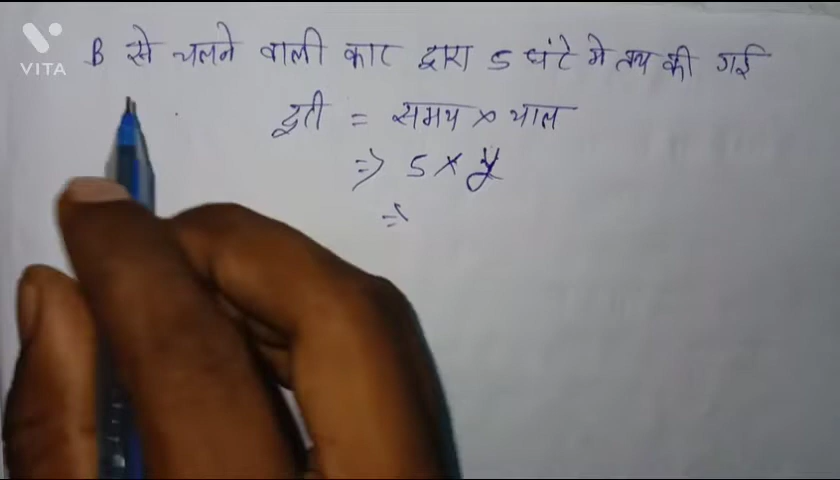 VITA
B से चलने वाली कार द्वारा 5 घंटे मे तय की गई
दुरी = समय × चाल
=> 5 × y
=>